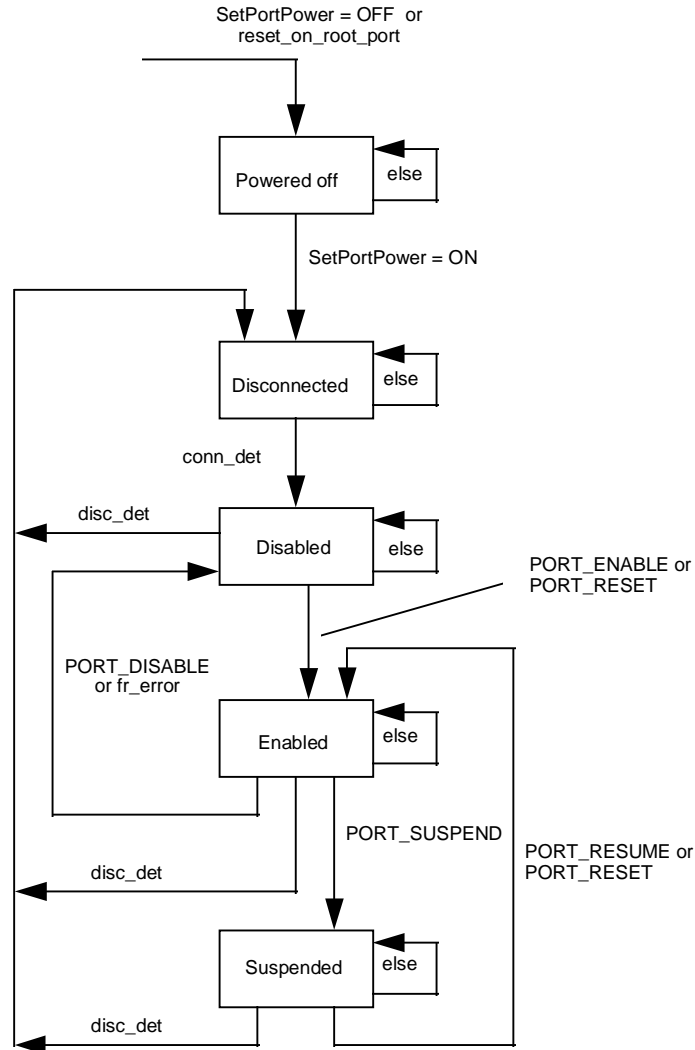 SetPortPower = OFF or
reset_on_root_port
Powered off
else
SetPortPower = ON
Disconnected
else
conn_det
disc_det
Disabled
else
PORT_ENABLE or
PORT_RESET
PORT_DISABLE
or fr_error
Enabled
else
PORT_SUSPEND
PORT_RESUME or
PORT_RESET
disc_det
Suspended
else
disc_det